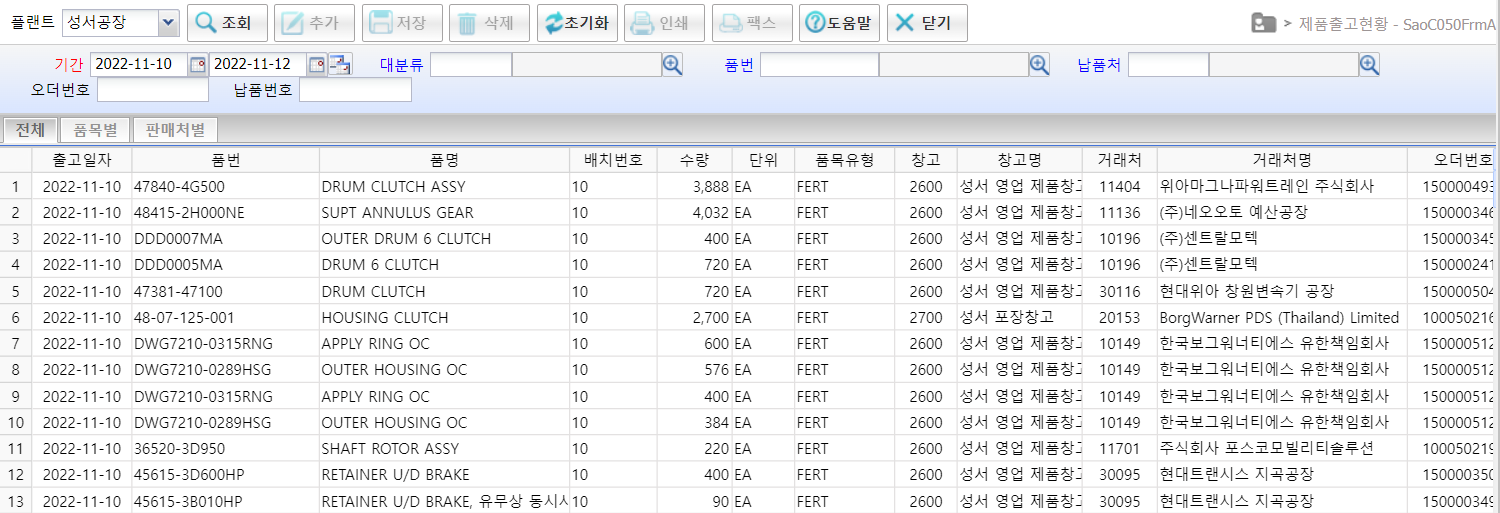 플랜트 성서공장 조회 추가 저장 삭제 초기화 인쇄 팩스 도움말 닫기 > 제품출고현황 - SaoC050FrmA
기간 2022-11-10 2022-11-12 대분류 품번 납품처
오더번호 납품번호
전체 품목별 판매처별
출고일자 품번 품명 배치번호 수량 단위 품목유형 창고 창고명 거래처 거래처명 오더번호
1 2022-11-10 47840-4G500 DRUM CLUTCH ASSY 10 3,888 EA FERT 2600 성서 영업 제품창고 11404 위아마그나파워트레인 주식회사 150000493
2 2022-11-10 48415-2H000NE SUPT ANNULUS GEAR 10 4,032 EA FERT 2600 성서 영업 제품창고 11136 (주)네오오토 예산공장 150000346
3 2022-11-10 DDD0007MA OUTER DRUM 6 CLUTCH 10 400 EA FERT 2600 성서 영업 제품창고 10196 (주)센트랄모텍 150000345
4 2022-11-10 DDD0005MA DRUM 6 CLUTCH 10 720 EA FERT 2600 성서 영업 제품창고 10196 (주)센트랄모텍 150000241
5 2022-11-10 47381-47100 DRUM CLUTCH 10 720 EA FERT 2600 성서 영업 제품창고 30116 현대위아 창원변속기 공장 150000504
6 2022-11-10 48-07-125-001 HOUSING CLUTCH 10 2,700 EA FERT 2700 성서 포장창고 20153 BorgWarner PDS (Thailand) Limited 100050216
7 2022-11-10 DWG7210-0315RNG APPLY RING OC 10 600 EA FERT 2600 성서 영업 제품창고 10149 한국보그워너티에스 유한책임회사 150000512
8 2022-11-10 DWG7210-0289HSG OUTER HOUSING OC 10 576 EA FERT 2600 성서 영업 제품창고 10149 한국보그워너티에스 유한책임회사 150000512
9 2022-11-10 DWG7210-0315RNG APPLY RING OC 10 400 EA FERT 2600 성서 영업 제품창고 10149 한국보그워너티에스 유한책임회사 150000512
10 2022-11-10 DWG7210-0289HSG OUTER HOUSING OC 10 384 EA FERT 2600 성서 영업 제품창고 10149 한국보그워너티에스 유한책임회사 150000512
11 2022-11-10 36520-3D950 SHAFT ROTOR ASSY 10 220 EA FERT 2600 성서 영업 제품창고 11701 주식회사 포스코모빌리티솔루션 100050219
12 2022-11-10 45615-3D600HP RETAINER U/D BRAKE 10 400 EA FERT 2600 성서 영업 제품창고 30095 현대트랜시스 지곡공장 150000350
13 2022-11-10 45615-3B010HP RETAINER U/D BRAKE, 유무상 동시사 10 90 EA FERT 2600 성서 영업 제품창고 30095 현대트랜시스 지곡공장 150000349